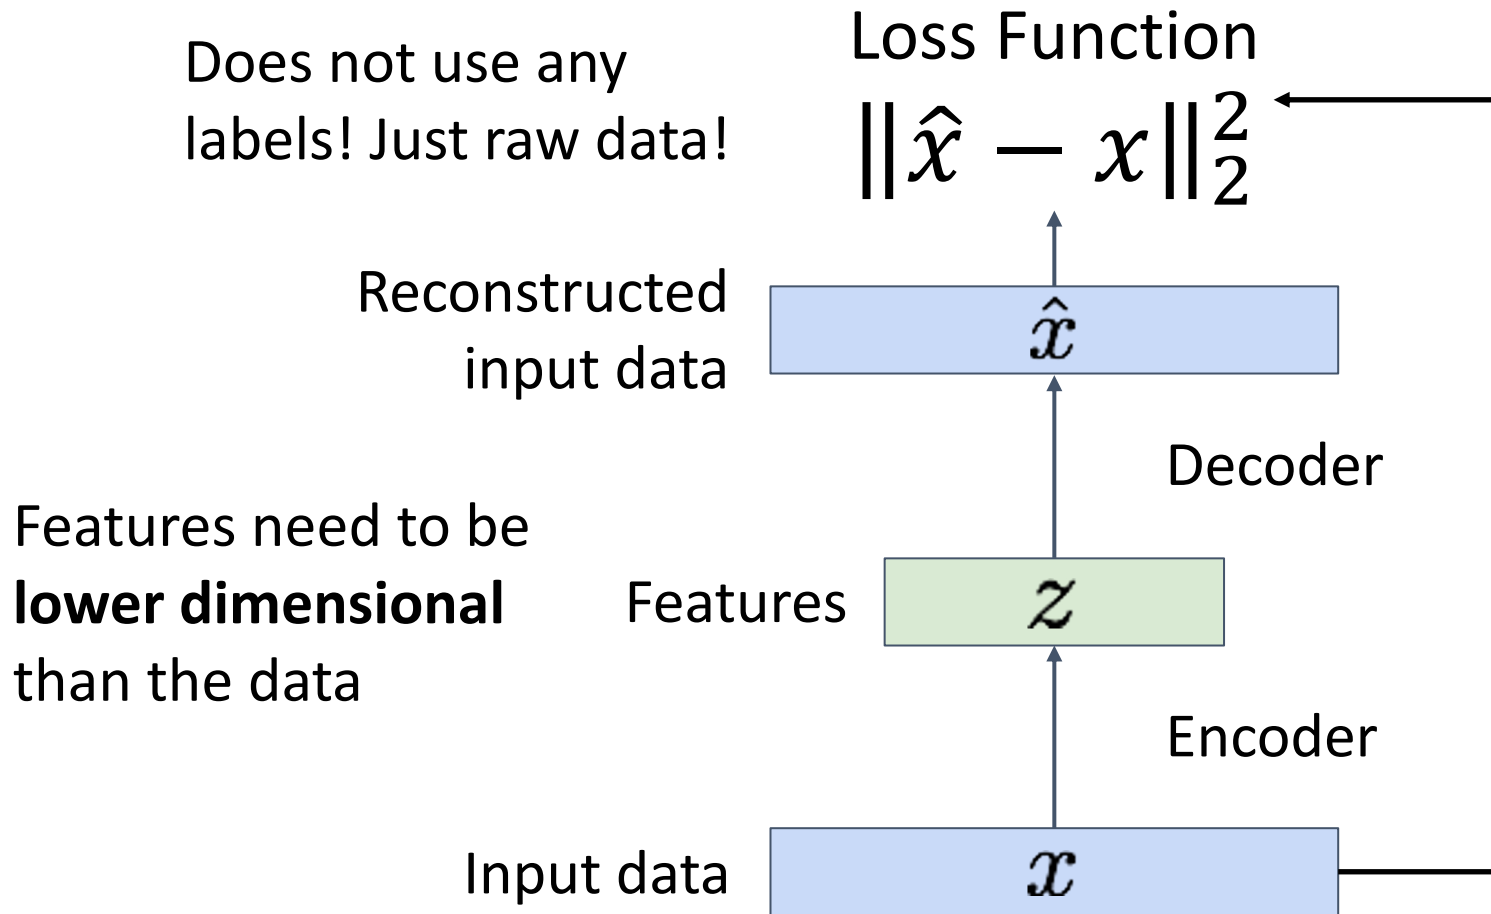 Does not use any
labels! Just raw data!
Loss Function
‖x̂ − x‖₂²
Reconstructed
input data
x̂
Decoder
Features need to be
lower dimensional
than the data
Features
z
Encoder
Input data
x